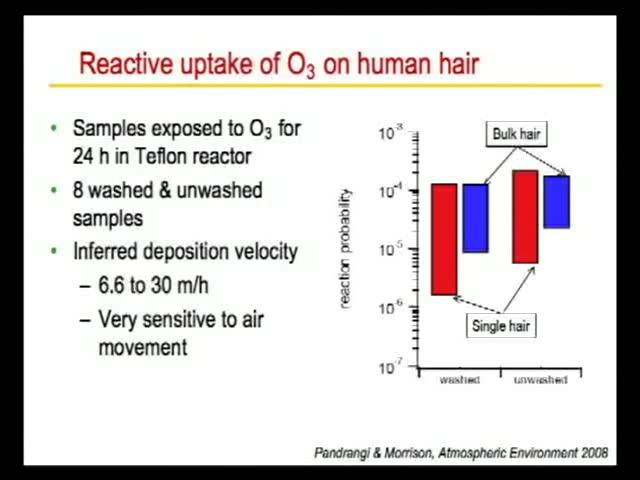 Reactive uptake of O₃ on human hair
• Samples exposed to O₃ for
24 h in Teflon reactor
• 8 washed & unwashed
samples
• Inferred deposition velocity
– 6.6 to 30 m/h
– Very sensitive to air
movement
reaction probability
10⁻³
10⁻⁴
10⁻⁵
10⁻⁶
10⁻⁷
Bulk hair
Single hair
washed unwashed
Pandrangi & Morrison, Atmospheric Environment 2008